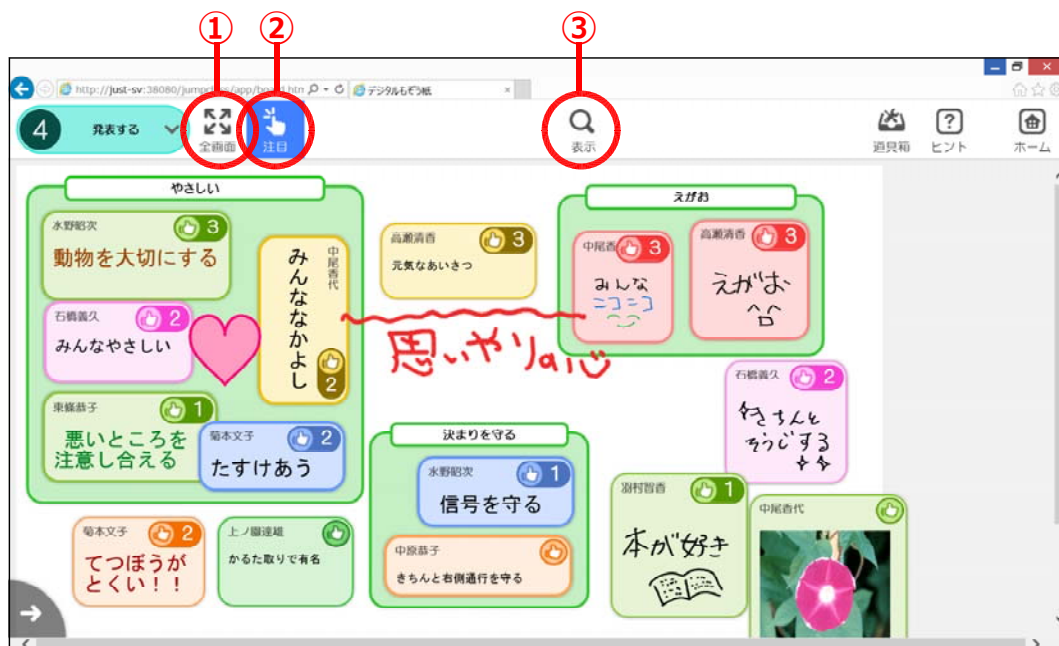 ① ② ③
http://just-sv:38080/jumpclass/app/board.htm
デジタルもぞう紙
4 発表する
全画面
注目
表示
道具箱
ヒント
ホーム
やさしい
水野昭次 3
動物を大切にする
中尾香代
みんななかよし
2
石橋義久 2
みんなやさしい
東條恭子 1
悪いところを
注意し合える
菊本文子 2
たすけあう
高瀬清香 3
元気なあいさつ
思いやりの心
えがお
中尾香 3
みんな
ニコニコ
高瀬清香 3
えがお
石橋義久 2
きちんと
そうじする
決まりを守る
水野昭次 1
信号を守る
中原恭子
きちんと右側通行を守る
菊本文子 2
てつぼうが
とくい!!
上ノ園達雄
かるた取りで有名
羽村智香 1
本が好き
中尾香代